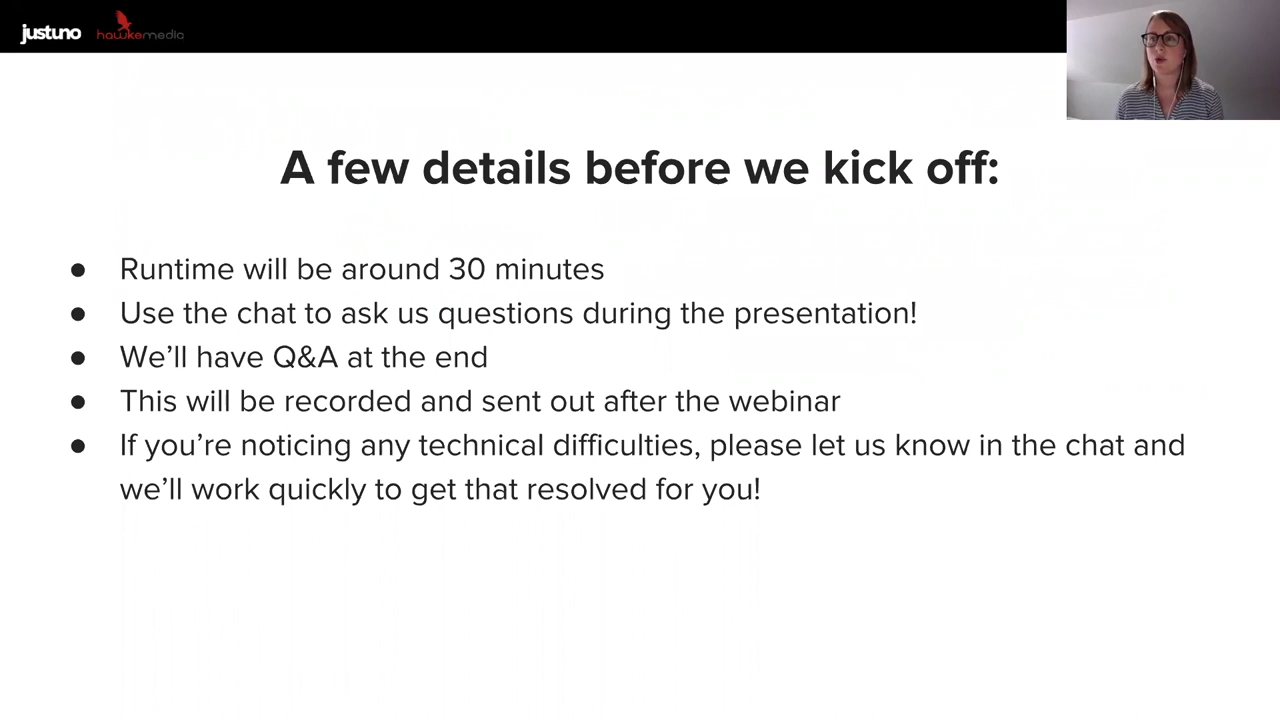 justuno hawkemedia
A few details before we kick off:
● Runtime will be around 30 minutes
● Use the chat to ask us questions during the presentation!
● We’ll have Q&A at the end
● This will be recorded and sent out after the webinar
● If you’re noticing any technical difficulties, please let us know in the chat and
we’ll work quickly to get that resolved for you!